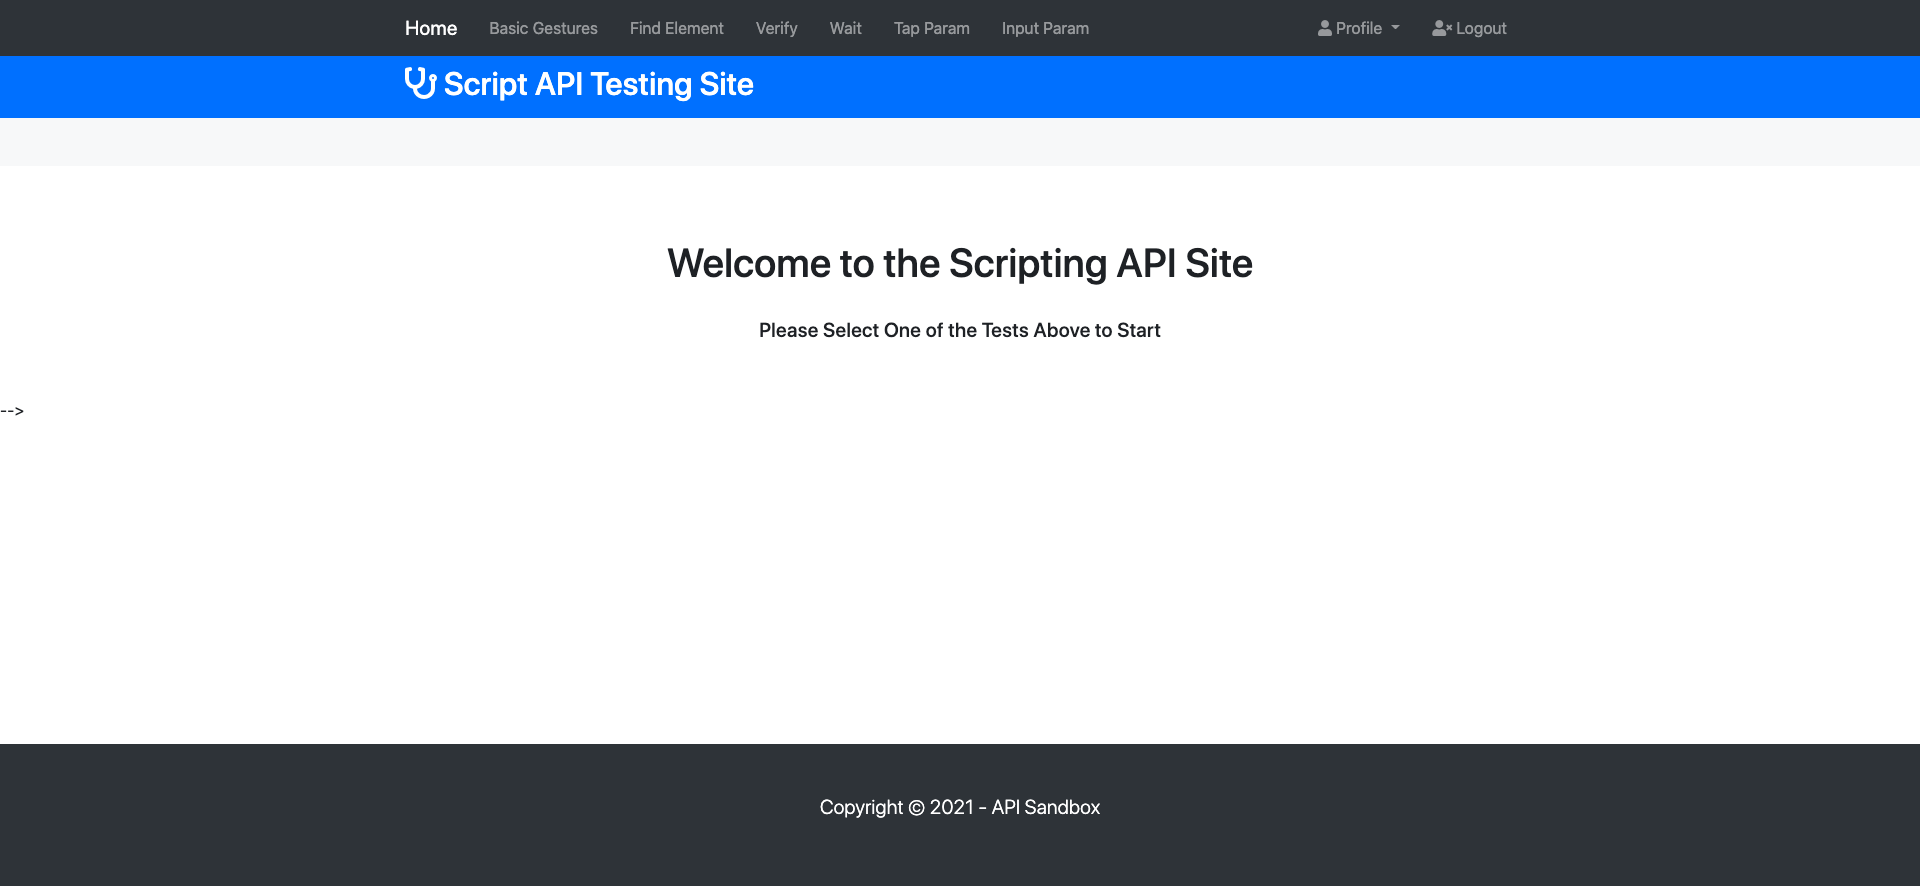 Home Basic Gestures Find Element Verify Wait Tap Param Input Param Profile Logout
Script API Testing Site
Welcome to the Scripting API Site
Please Select One of the Tests Above to Start
-->
Copyright © 2021 - API Sandbox